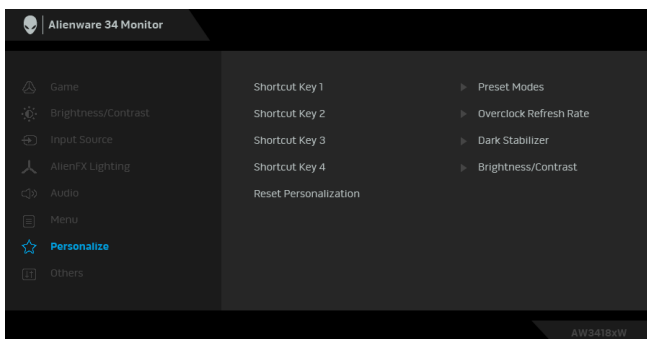 Alienware 34 Monitor
Game
Brightness/Contrast
Input Source
AlienFX Lighting
Audio
Menu
Personalize
Others
Shortcut Key 1 Preset Modes
Shortcut Key 2 Overclock Refresh Rate
Shortcut Key 3 Dark Stabilizer
Shortcut Key 4 Brightness/Contrast
Reset Personalization
AW3418xW